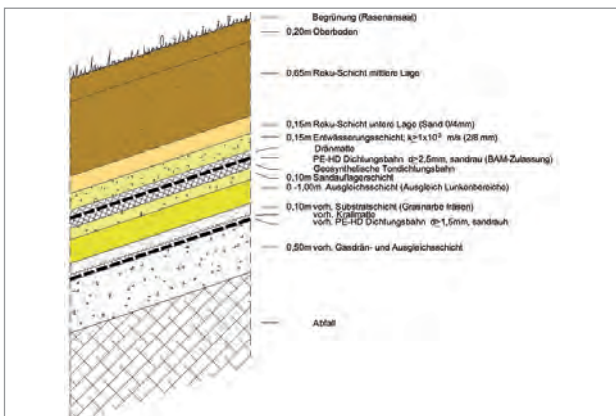 Begrünung (Rasenansaat)
0,20m Oberboden
0,65m Reku-Schicht mittlere Lage
0,15m Reku-Schicht untere Lage (Sand 0/4mm)
0,15m Entwässerungsschicht; k≥1x10⁻³ m/s (2/8 mm)
Dränmatte
PE-HD Dichtungsbahn d≥2,5mm, sandrau (BAM-Zulassung)
Geosynthetische Tondichtungsbahn
0,10m Sandauflagerschicht
0 -1,00m Ausgleichsschicht (Ausgleich Lunkenbereiche)
0,10m vorh. Substratschicht (Grasnarbe fräsen)
vorh. Krallmatte
vorh. PE-HD Dichtungsbahn d≥1,5mm, sandrauh
0,50m vorh. Gasdrän- und Ausgleichsschicht
Abfall